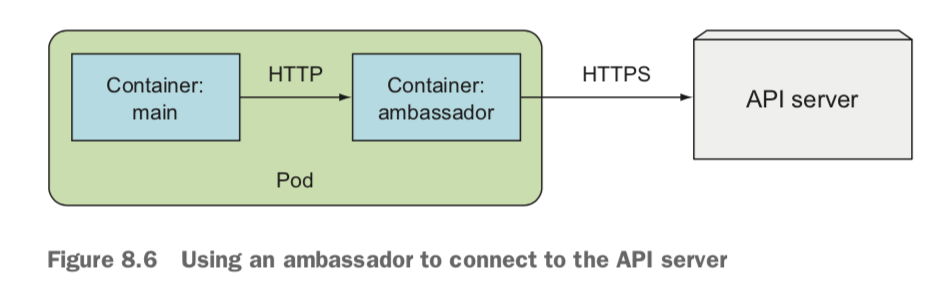 Container:
main
HTTP
Container:
ambassador
HTTPS
API server
Pod
Figure 8.6 Using an ambassador to connect to the API server